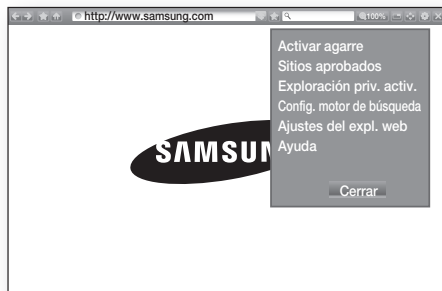 http://www.samsung.com
100%
Activar agarre
Sitios aprobados
Exploración priv. activ.
Config. motor de búsqueda
Ajustes del expl. web
Ayuda
Cerrar